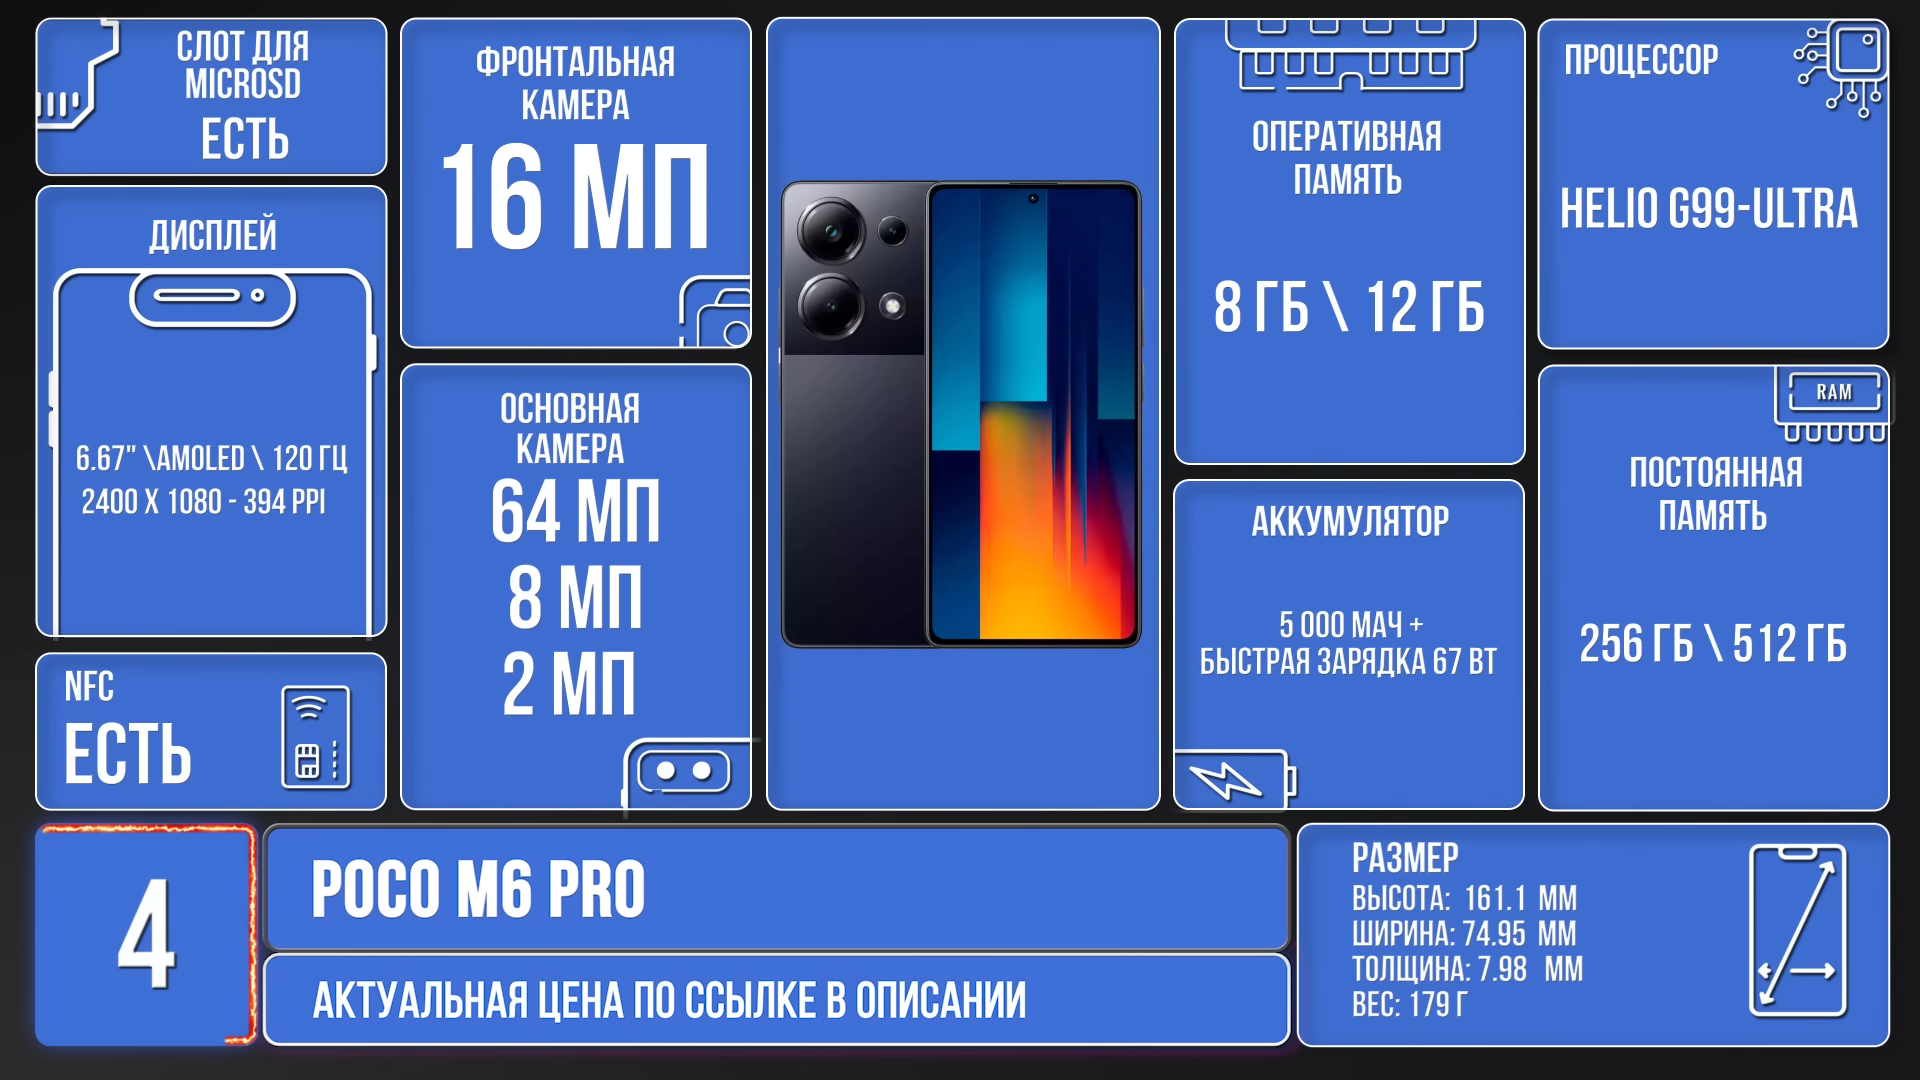 СЛОТ ДЛЯ
MICROSD
ЕСТЬ
ДИСПЛЕЙ
6.67" \AMOLED \ 120 ГЦ
2400 X 1080 - 394 PPI
NFC
ЕСТЬ
ФРОНТАЛЬНАЯ
КАМЕРА
16 МП
ОСНОВНАЯ
КАМЕРА
64 МП
8 МП
2 МП
ОПЕРАТИВНАЯ
ПАМЯТЬ
8 ГБ \ 12 ГБ
АККУМУЛЯТОР
5 000 МАЧ +
БЫСТРАЯ ЗАРЯДКА 67 ВТ
ПРОЦЕССОР
HELIO G99-ULTRA
RAM
ПОСТОЯННАЯ
ПАМЯТЬ
256 ГБ \ 512 ГБ
4
POCO M6 PRO
АКТУАЛЬНАЯ ЦЕНА ПО ССЫЛКЕ В ОПИСАНИИ
РАЗМЕР
ВЫСОТА: 161.1 ММ
ШИРИНА: 74.95 ММ
ТОЛЩИНА: 7.98 ММ
ВЕС: 179 Г